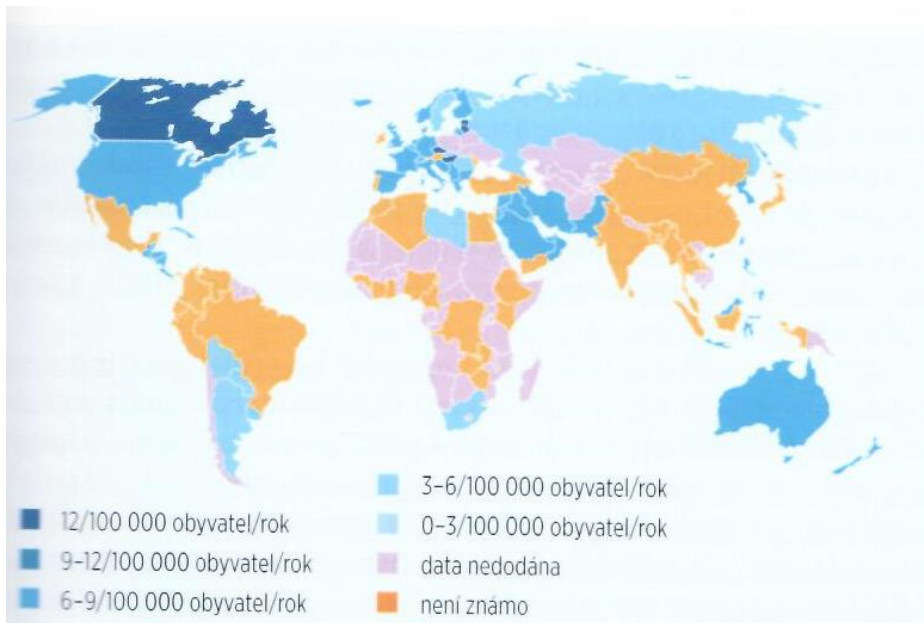 12/100 000 obyvatel/rok
9–12/100 000 obyvatel/rok
6–9/100 000 obyvatel/rok
3–6/100 000 obyvatel/rok
0–3/100 000 obyvatel/rok
data nedodána
není známo